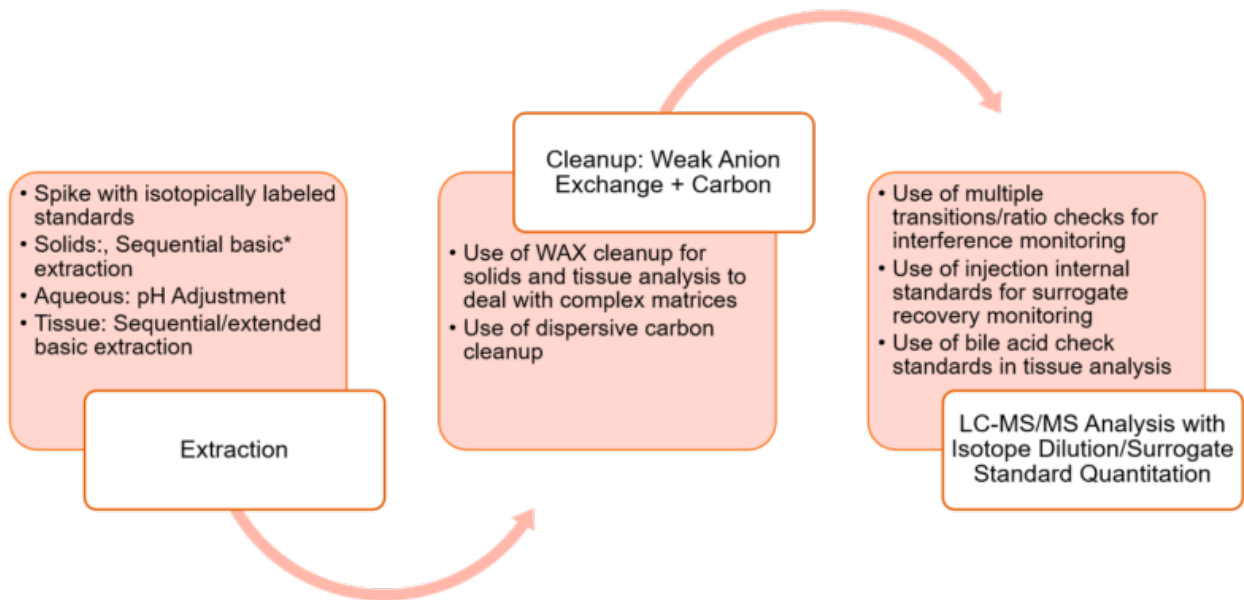 • Spike with isotopically labeled
standards
• Solids:, Sequential basic*
extraction
• Aqueous: pH Adjustment
• Tissue: Sequential/extended
basic extraction
Extraction
Cleanup: Weak Anion
Exchange + Carbon
• Use of WAX cleanup for
solids and tissue analysis to
deal with complex matrices
• Use of dispersive carbon
cleanup
• Use of multiple
transitions/ratio checks for
interference monitoring
• Use of injection internal
standards for surrogate
recovery monitoring
• Use of bile acid check
standards in tissue analysis
LC-MS/MS Analysis with
Isotope Dilution/Surrogate
Standard Quantitation